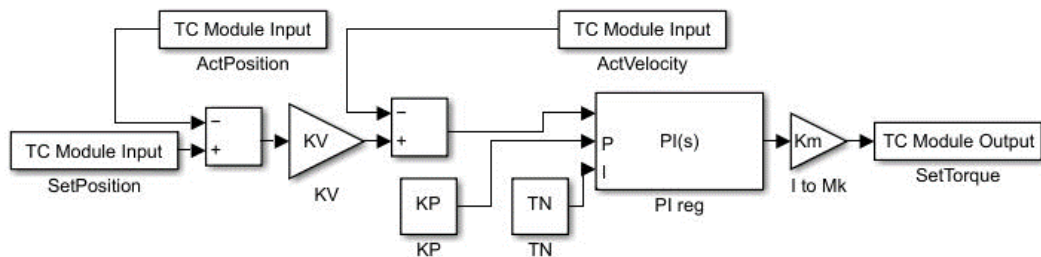 TC Module Input
ActPosition
TC Module Input
ActVelocity
−
+
TC Module Input
SetPosition
KV
KV
−
+
KP
KP
TN
TN
P
I
PI(s)
PI reg
Km
I to Mk
TC Module Output
SetTorque